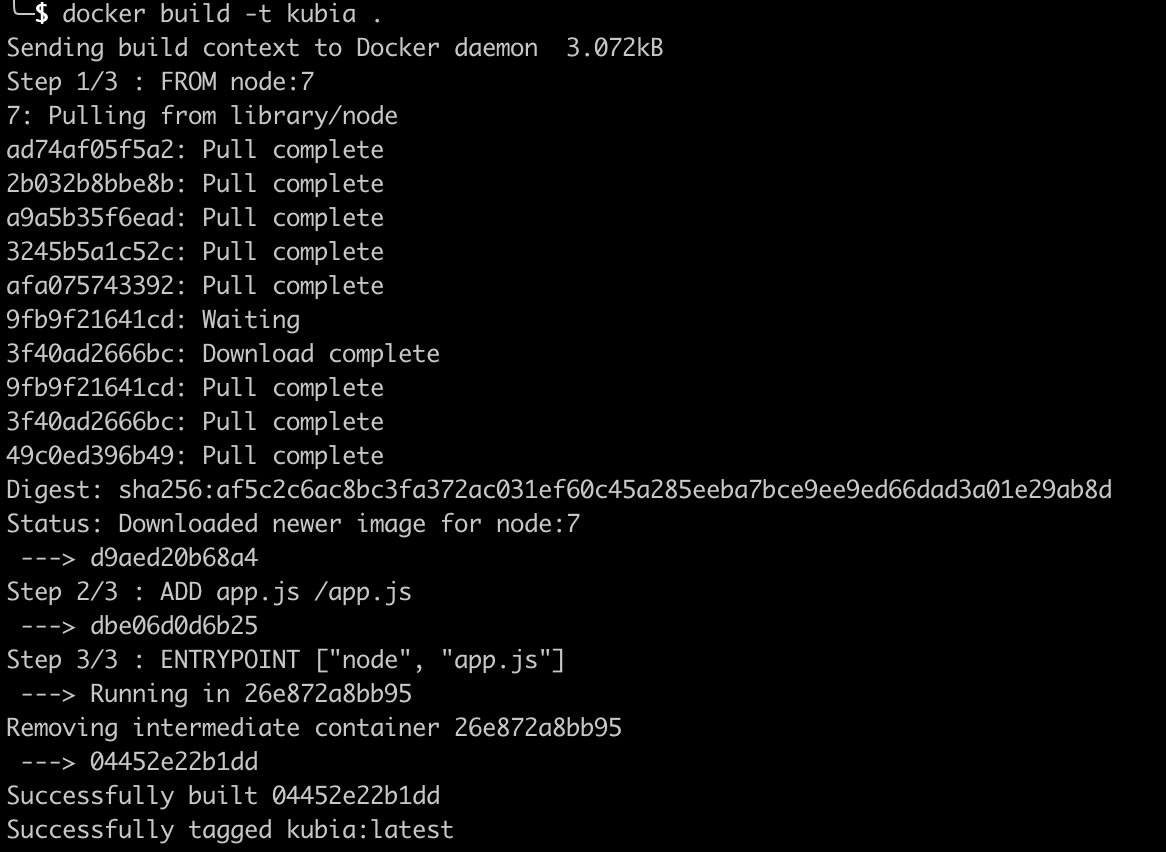 ╰─$ docker build -t kubia .
Sending build context to Docker daemon  3.072kB
Step 1/3 : FROM node:7
7: Pulling from library/node
ad74af05f5a2: Pull complete
2b032b8bbe8b: Pull complete
a9a5b35f6ead: Pull complete
3245b5a1c52c: Pull complete
afa075743392: Pull complete
9fb9f21641cd: Waiting
3f40ad2666bc: Download complete
9fb9f21641cd: Pull complete
3f40ad2666bc: Pull complete
49c0ed396b49: Pull complete
Digest: sha256:af5c2c6ac8bc3fa372ac031ef60c45a285eeba7bce9ee9ed66dad3a01e29ab8d
Status: Downloaded newer image for node:7
 ---> d9aed20b68a4
Step 2/3 : ADD app.js /app.js
 ---> dbe06d0d6b25
Step 3/3 : ENTRYPOINT ["node", "app.js"]
 ---> Running in 26e872a8bb95
Removing intermediate container 26e872a8bb95
 ---> 04452e22b1dd
Successfully built 04452e22b1dd
Successfully tagged kubia:latest